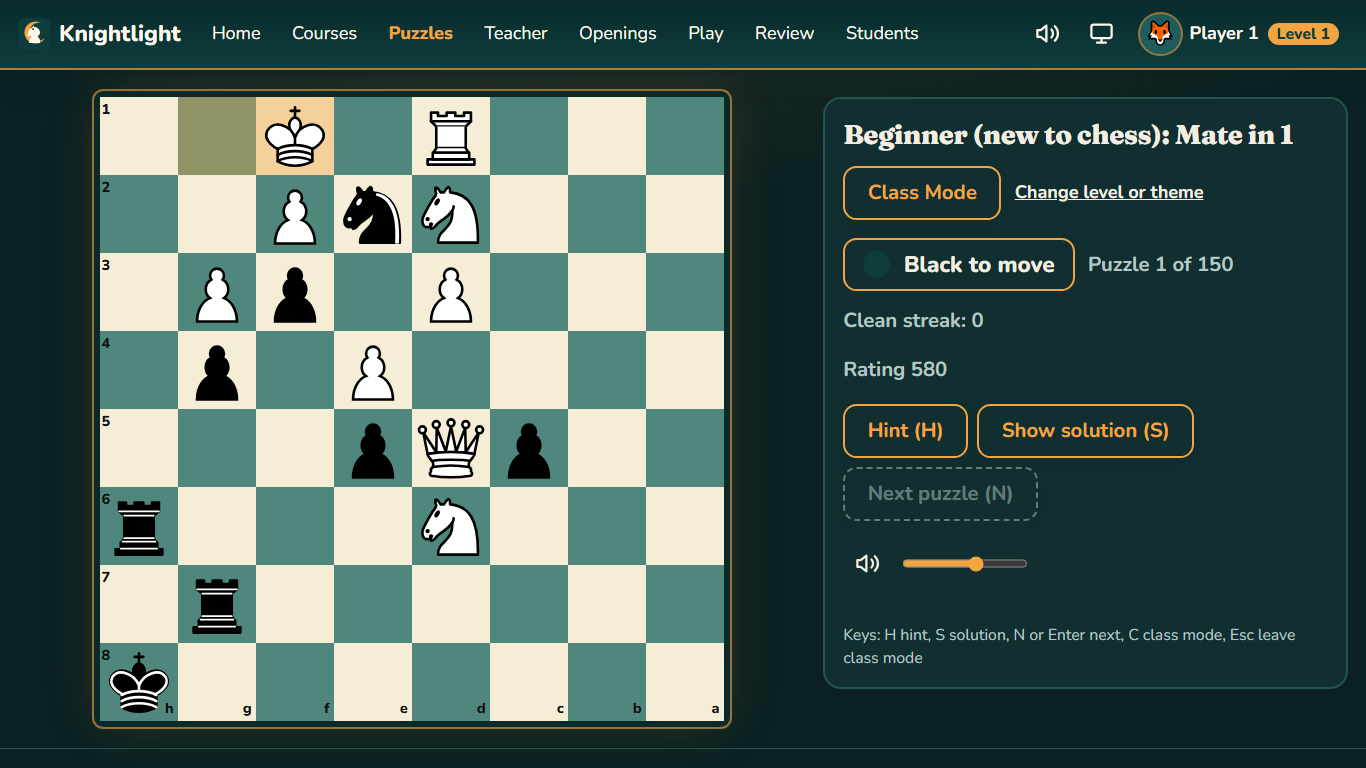 Knightlight Home Courses Puzzles Teacher Openings Play Review Students Player 1 Level 1
1
2
3
4
5
6
7
8
h g f e d c b a
Beginner (new to chess): Mate in 1
Class Mode Change level or theme
Black to move Puzzle 1 of 150
Clean streak: 0
Rating 580
Hint (H) Show solution (S)
Next puzzle (N)
Keys: H hint, S solution, N or Enter next, C class mode, Esc leave
class mode